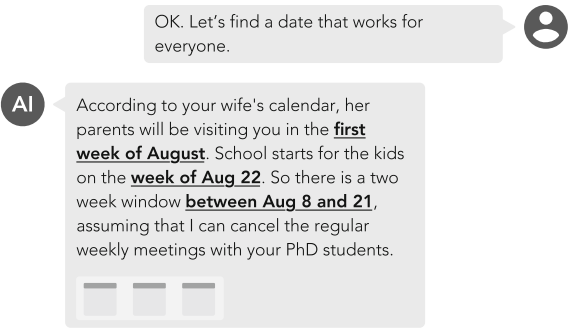 OK. Let's find a date that works for
everyone.
AI
According to your wife's calendar, her
parents will be visiting you in the first
week of August. School starts for the kids
on the week of Aug 22. So there is a two
week window between Aug 8 and 21,
assuming that I can cancel the regular
weekly meetings with your PhD students.